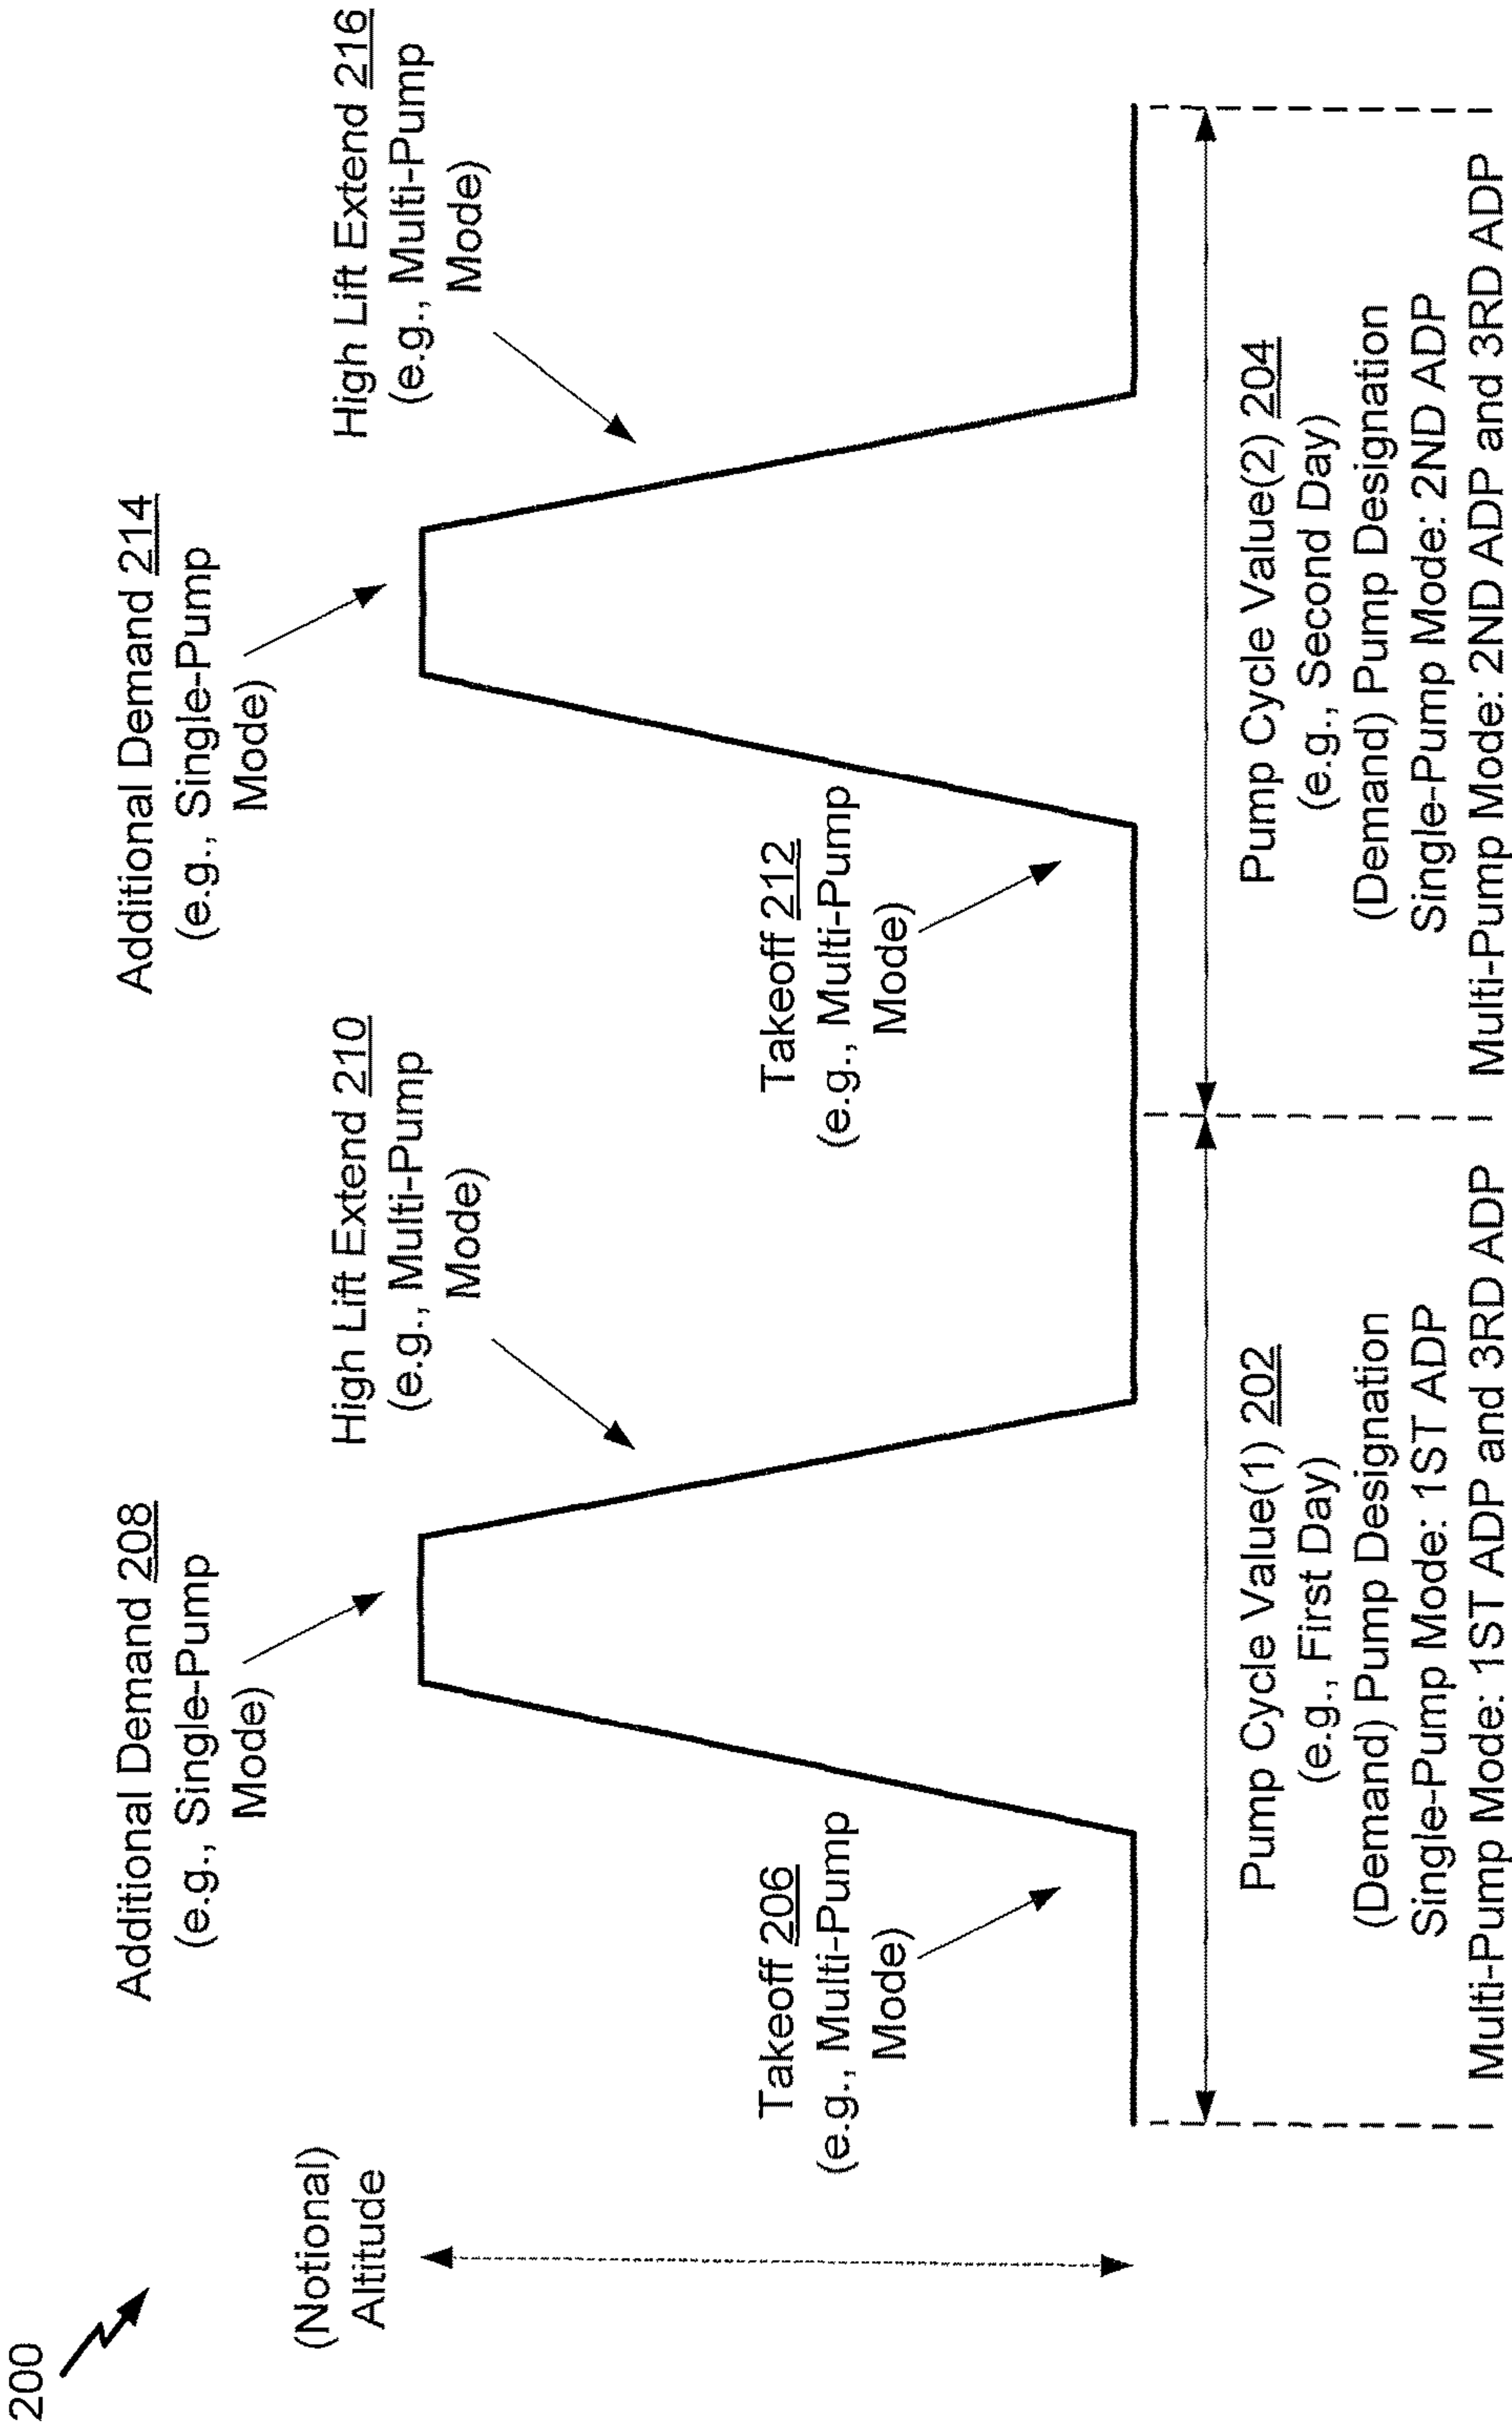 200
(Notional)
Altitude
Additional Demand 208
(e.g., Single-Pump
Mode)
High Lift Extend 210
(e.g., Multi-Pump
Mode)
Additional Demand 214
(e.g., Single-Pump
Mode)
High Lift Extend 216
(e.g., Multi-Pump
Mode)
Takeoff 206
(e.g., Multi-Pump
Mode)
Takeoff 212
(e.g., Multi-Pump
Mode)
Pump Cycle Value(1) 202
(e.g., First Day)
(Demand) Pump Designation
Single-Pump Mode: 1ST ADP
Multi-Pump Mode: 1ST ADP and 3RD ADP
Pump Cycle Value(2) 204
(e.g., Second Day)
(Demand) Pump Designation
Single-Pump Mode: 2ND ADP
Multi-Pump Mode: 2ND ADP and 3RD ADP